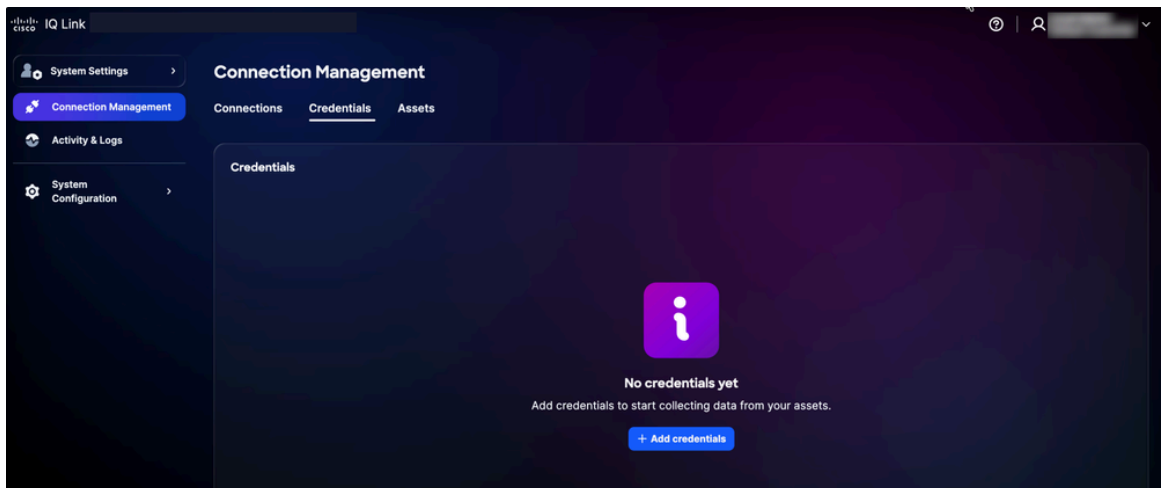 cisco IQ Link
System Settings
Connection Management
Activity & Logs
System
Configuration
Connection Management
Connections Credentials Assets
Credentials
No credentials yet
Add credentials to start collecting data from your assets.
+ Add credentials